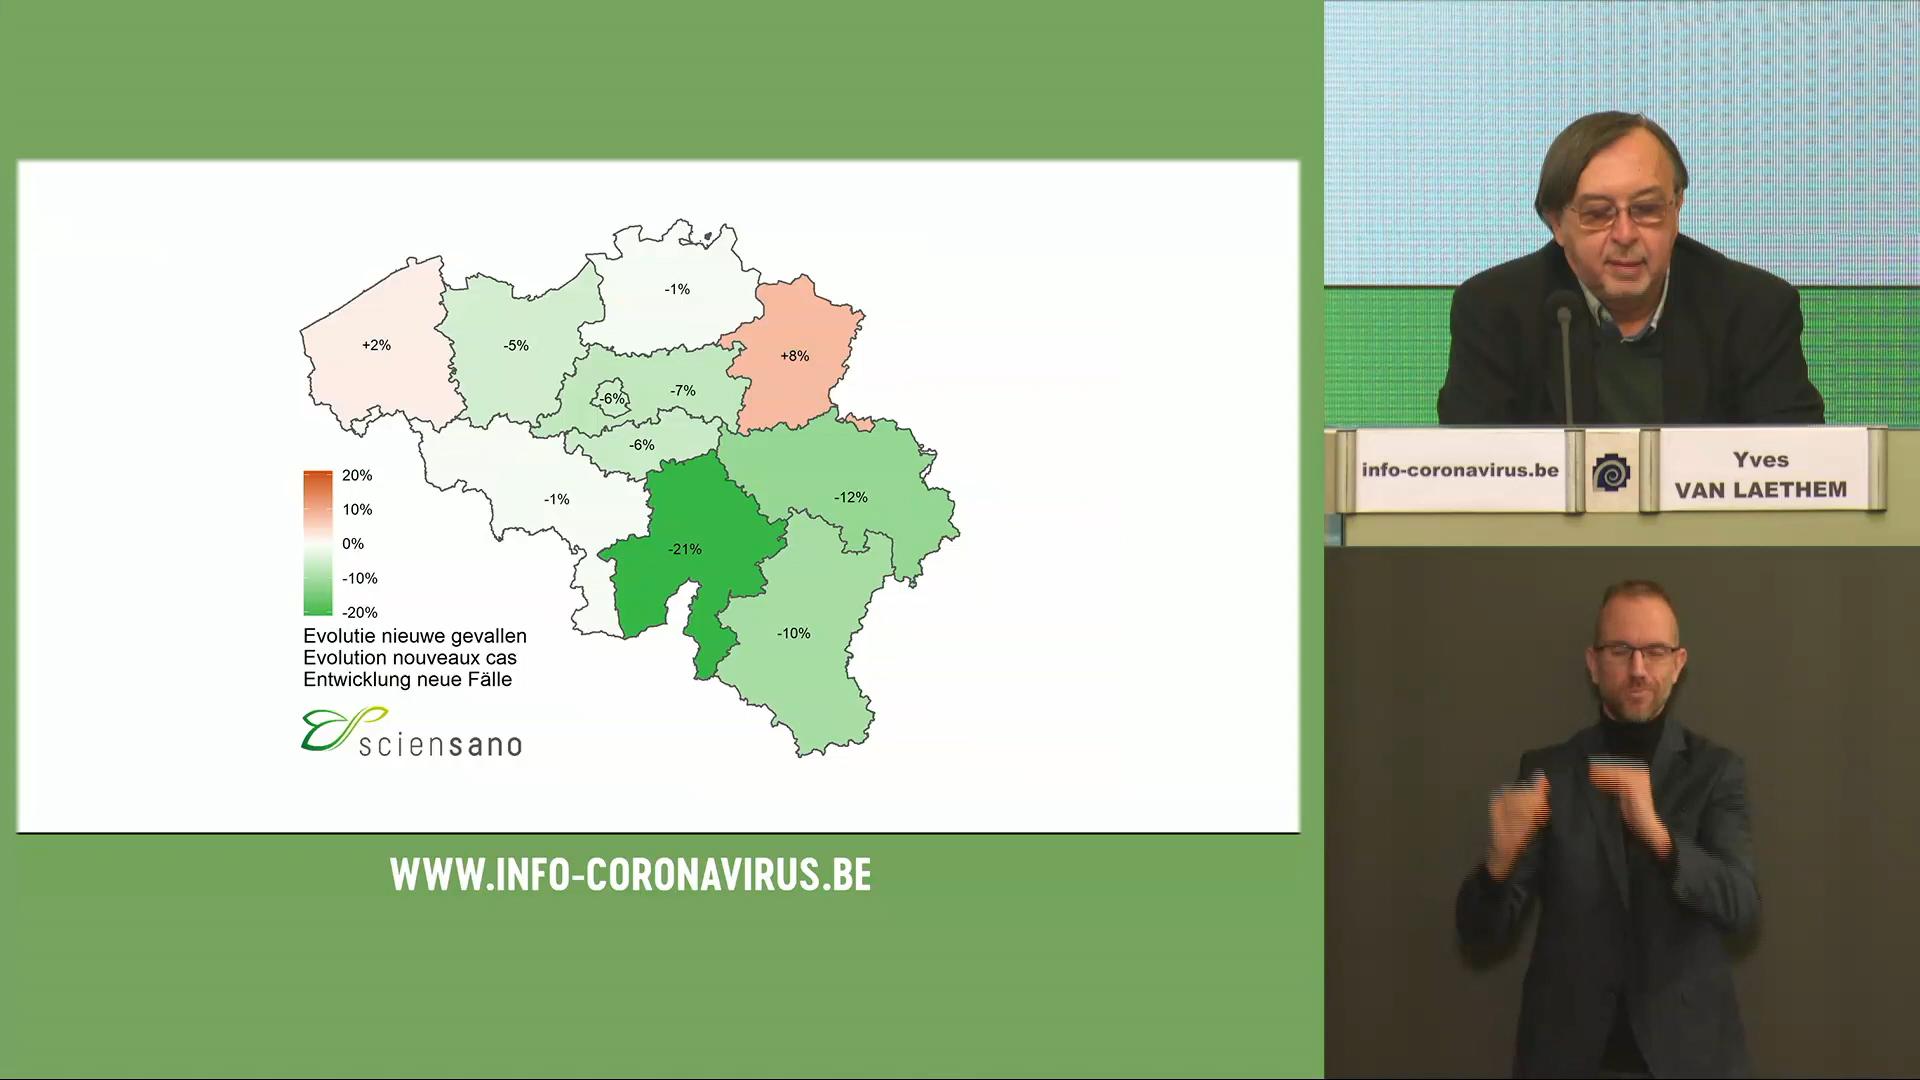 -1%
+2%
-5%
+8%
-6%
-7%
-6%
-1%
-12%
-21%
-10%
20%
10%
0%
-10%
-20%
Evolutie nieuwe gevallen
Evolution nouveaux cas
Entwicklung neue Fälle
sciensano
WWW.INFO-CORONAVIRUS.BE
info-coronavirus.be
Yves
VAN LAETHEM